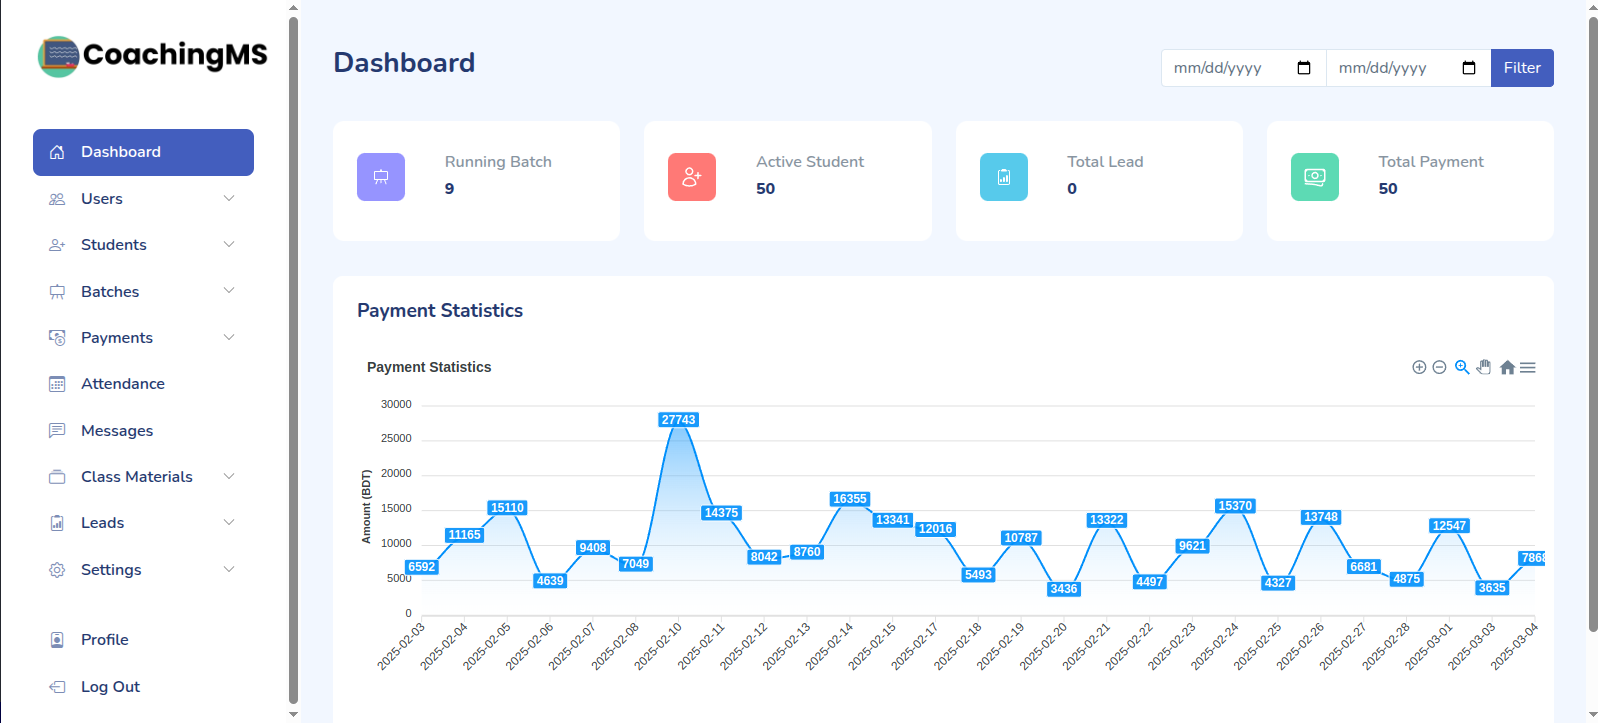 CoachingMS
Dashboard
Users
Students
Batches
Payments
Attendance
Messages
Class Materials
Leads
Settings
Profile
Log Out
Dashboard
mm/dd/yyyy mm/dd/yyyy Filter
Running Batch
9
Active Student
50
Total Lead
0
Total Payment
50
Payment Statistics
Payment Statistics
Amount (BDT)
30000
25000
20000
15000
10000
5000
0
6592
11165
15110
4639
9408
7049
27743
14375
8042
8760
16355
13341
12016
5493
10787
3436
13322
4497
9621
15370
4327
13748
6681
4875
12547
3635
7868
2025-02-03
2025-02-04
2025-02-05
2025-02-06
2025-02-07
2025-02-08
2025-02-10
2025-02-11
2025-02-12
2025-02-13
2025-02-14
2025-02-15
2025-02-17
2025-02-18
2025-02-19
2025-02-20
2025-02-21
2025-02-22
2025-02-23
2025-02-24
2025-02-25
2025-02-26
2025-02-27
2025-02-28
2025-03-01
2025-03-03
2025-03-04